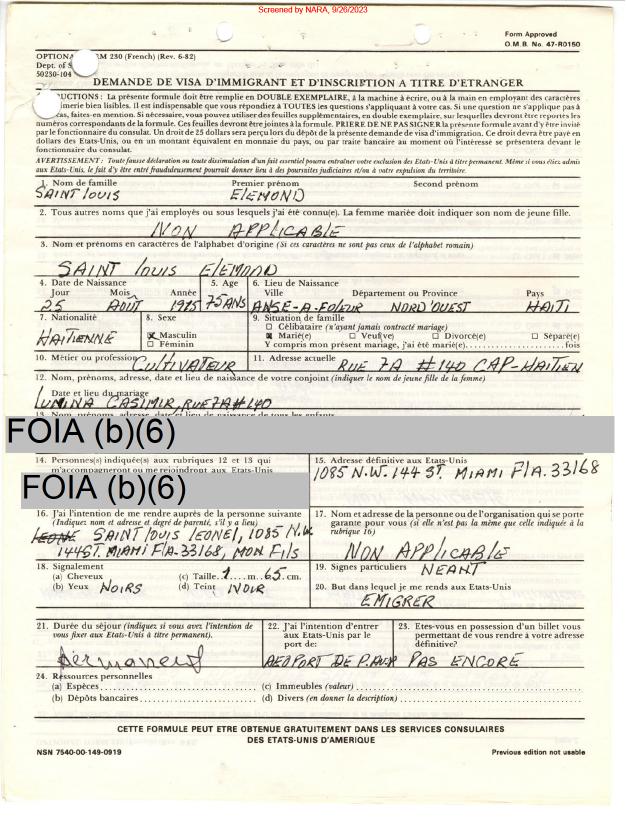 Screened by NARA, 9/26/2023
Form Approved
O.M.B. No. 47-R0150
OPTIONA RM 230 (French) (Rev. 6-82)
Dept. of S
50230-104
DEMANDE DE VISA D'IMMIGRANT ET D'INSCRIPTION A TITRE D'ETRANGER
UCTIONS : La présente formule doit être remplie en DOUBLE EXEMPLAIRE, à la machine à écrire, ou à la main en employant des caractères
merie bien lisibles. Il est indispensable que vous répondiez à TOUTES les questions s'appliquant à votre cas. Si une question ne s'applique pas à
cas, faites-en mention. Si nécessaire, vous pouvez utiliser des feuilles supplémentaires, en double exemplaire, sur lesquelles devront être reportés les
numéros correspondants de la formule. Ces feuilles devront être jointes à la formule. PRIERE DE NE PAS SIGNER la présente formule avant d'y être invité
par le fonctionnaire du consulat. Un droit de 25 dollars sera perçu lors du dépôt de la présente demande de visa d'immigration. Ce droit devra être payé en
dollars des Etats-Unis, ou en un montant équivalent en monnaie du pays, ou par traite bancaire au moment où l'intéressé se présentera devant le
fonctionnaire du consulat.
AVERTISSEMENT : Toute fausse déclaration ou toute dissimulation d'un fait essentiel pourra entraîner votre exclusion des Etats-Unis à titre permanent. Même si vous étiez admis
aux Etats-Unis, le fait d'y être entré frauduleusement pourrait donner lieu à des poursuites judiciaires et/ou à votre expulsion du territoire.
1. Nom de famille Premier prénom Second prénom
SAINT louis ElEMOND
2. Tous autres noms que j'ai employés ou sous lesquels j'ai été connu(e). La femme mariée doit indiquer son nom de jeune fille.
NON APPLICABLE
3. Nom et prénoms en caractères de l'alphabet d'origine (Si ces caractères ne sont pas ceux de l'alphabet romain)
SAINT louis ElEMOND
4. Date de Naissance 5. Age 6. Lieu de Naissance
Jour Mois Année Ville Département ou Province Pays
25 AOUT 1915 75 ANS ANSE-A-FOlEUR NORD'OUEST HAITI
7. Nationalité 8. Sexe 9. Situation de famille
☐ Célibataire (n'ayant jamais contracté mariage)
HAITIENNE ☒ Masculin ☒ Marié(e) ☐ Veuf(ve) ☐ Divorcé(e) ☐ Séparé(e)
☐ Féminin Y compris mon présent mariage, j'ai été marié(e)......................fois
10. Métier ou profession CUlTIVATEUR 11. Adresse actuelle RUE 7A #140 CAP-HAITIEN
12. Nom, prénoms, adresse, date et lieu de naissance de votre conjoint (indiquer le nom de jeune fille de la femme)
Date et lieu du mariage
LUMINA CASIMIR, RUE 7A #140
13. Nom, prénoms, adresse, date et lieu de naissance de tous les enfants
FOIA (b)(6)
14. Personnes(s) indiquée(s) aux rubriques 12 et 13 qui
m'accompagneront ou me rejoindront aux Etats-Unis
FOIA (b)(6)
15. Adresse définitive aux Etats-Unis
1085 N.W. 144 ST. MIAMI FlA. 33168
16. J'ai l'intention de me rendre auprès de la personne suivante
(Indiquez nom et adresse et degré de parenté, s'il y a lieu)
SAINT louis lEONEl, 1085 N.W.
144 ST. MIAMI FlA. 33168, MON FIlS
17. Nom et adresse de la personne ou de l'organisation qui se porte
garante pour vous (si elle n'est pas la même que celle indiquée à la
rubrique 16)
NON APPLICABLE
18. Signalement
(a) Cheveux (c) Taille. 1 ....m.. 65 cm.
(b) Yeux NOIRS (d) Teint NOIR
19. Signes particuliers NEANT
20. But dans lequel je me rends aux Etats-Unis
EMIGRER
21. Durée du séjour (indiquez si vous avez l'intention de
vous fixer aux Etats-Unis à titre permanent).
permanent
22. J'ai l'intention d'entrer
aux Etats-Unis par le
port de:
AEOPORT DE P.AU.P
23. Etes-vous en possession d'un billet vous
permettant de vous rendre à votre adresse
définitive?
PAS ENCORE
24. Ressources personnelles
(a) Espèces (c) Immeubles (valeur)
(b) Dépôts bancaires (d) Divers (en donner la description)
CETTE FORMULE PEUT ETRE OBTENUE GRATUITEMENT DANS LES SERVICES CONSULAIRES
DES ETATS-UNIS D'AMERIQUE
NSN 7540-00-149-0919 Previous edition not usable